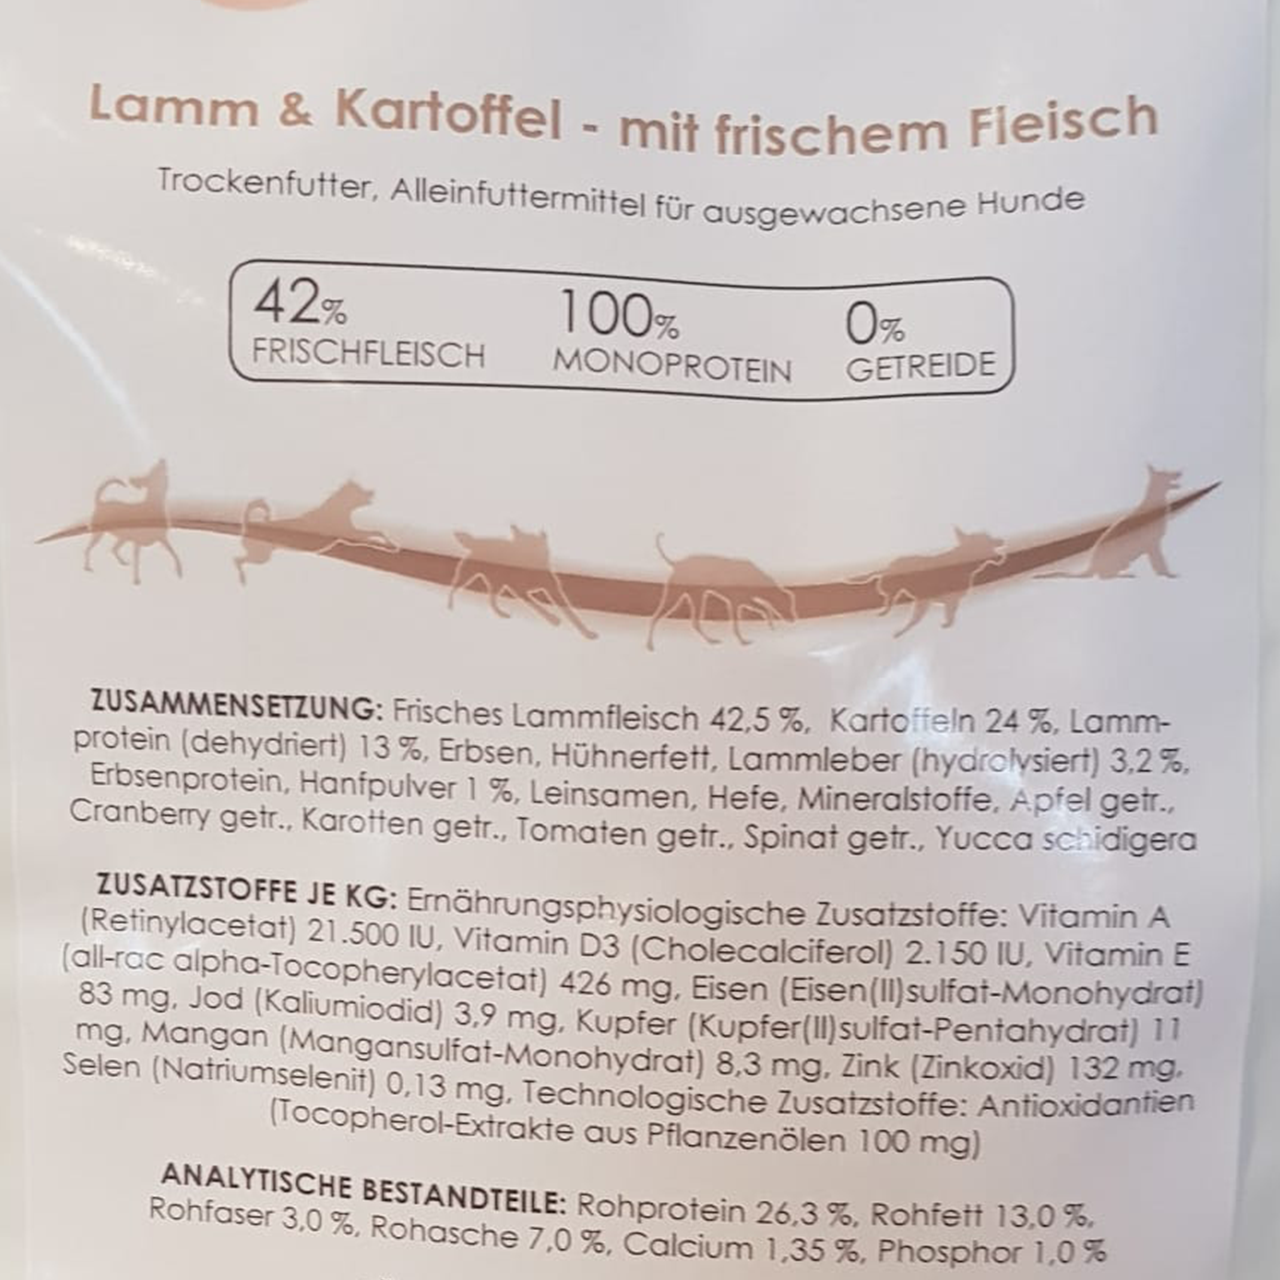 Lamm & Kartoffel - mit frischem Fleisch
Trockenfutter, Alleinfuttermittel für ausgewachsene Hunde
42% 100% 0%
FRISCHFLEISCH MONOPROTEIN GETREIDE
ZUSAMMENSETZUNG: Frisches Lammfleisch 42,5 %, Kartoffeln 24 %, Lamm-
protein (dehydriert) 13 %, Erbsen, Hühnerfett, Lammleber (hydrolysiert) 3,2 %,
Erbsenprotein, Hanfpulver 1 %, Leinsamen, Hefe, Mineralstoffe, Apfel getr.,
Cranberry getr., Karotten getr., Tomaten getr., Spinat getr., Yucca schidigera
ZUSATZSTOFFE JE KG: Ernährungsphysiologische Zusatzstoffe: Vitamin A
(Retinylacetat) 21.500 IU, Vitamin D3 (Cholecalciferol) 2.150 IU, Vitamin E
(all-rac alpha-Tocopherylacetat) 426 mg, Eisen (Eisen(II)sulfat-Monohydrat)
83 mg, Jod (Kaliumiodid) 3,9 mg, Kupfer (Kupfer(II)sulfat-Pentahydrat) 11
mg, Mangan (Mangansulfat-Monohydrat) 8,3 mg, Zink (Zinkoxid) 132 mg,
Selen (Natriumselenit) 0,13 mg, Technologische Zusatzstoffe: Antioxidantien
(Tocopherol-Extrakte aus Pflanzenölen 100 mg)
ANALYTISCHE BESTANDTEILE: Rohprotein 26,3 %, Rohfett 13,0 %,
Rohfaser 3,0 %, Rohasche 7,0 %, Calcium 1,35 %, Phosphor 1,0 %